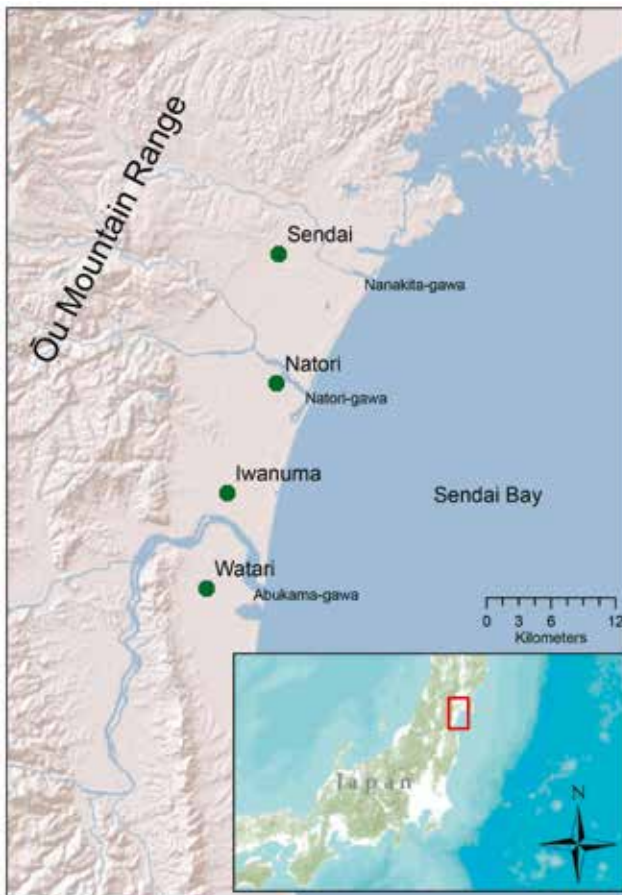 Ōu Mountain Range
Sendai
Nanakita-gawa
Natori
Natori-gawa
Iwanuma
Sendai Bay
Watari
Abukama-gawa
0 3 6 12
Kilometers
Japan
N